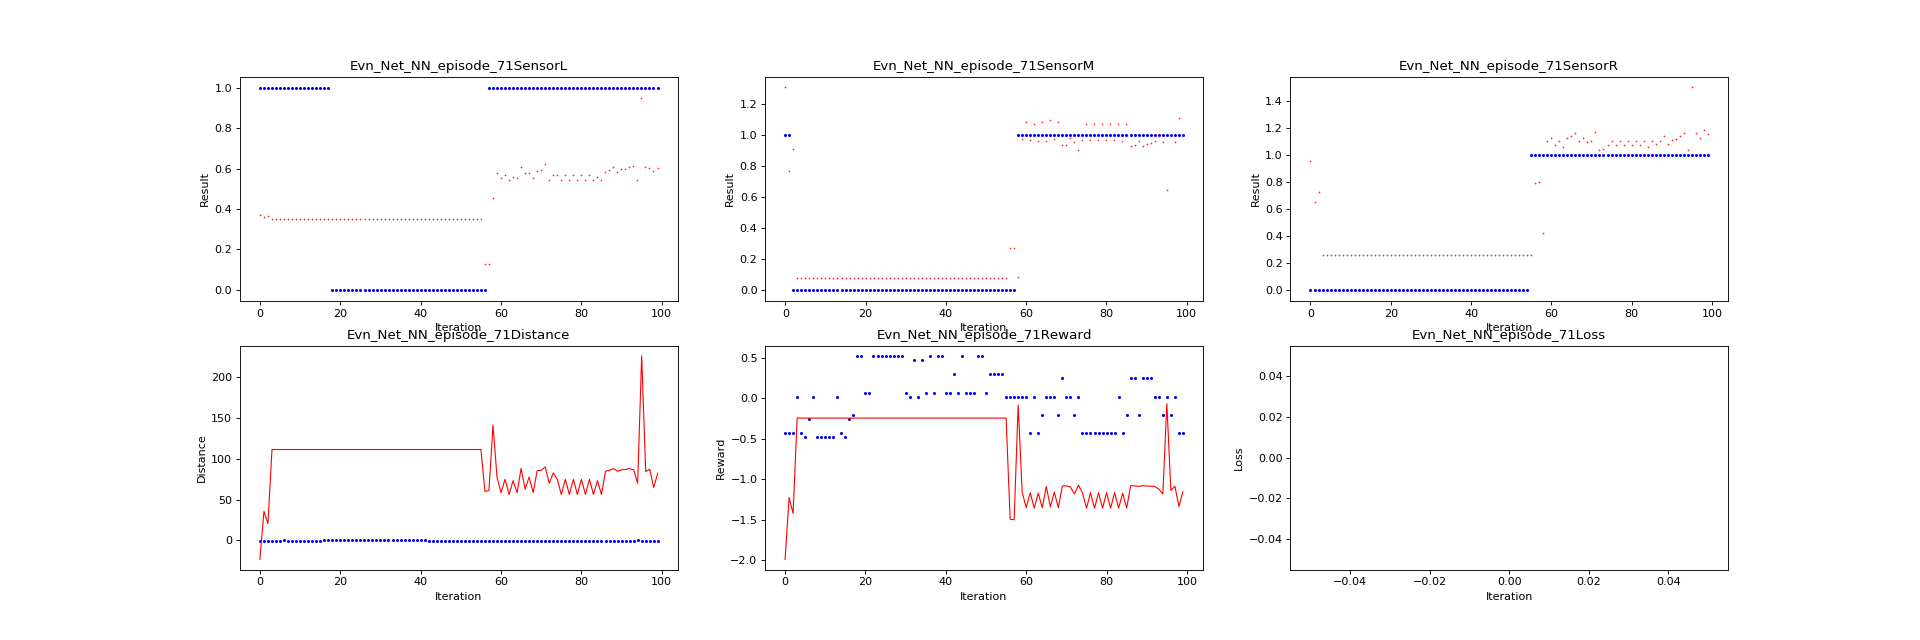 Evn_Net_NN_episode_71SensorL
Result
1.0
0.8
0.6
0.4
0.2
0.0
0 20 40 60 80 100
Iteration
Evn_Net_NN_episode_71SensorM
Result
1.2
1.0
0.8
0.6
0.4
0.2
0.0
0 20 40 60 80 100
Iteration
Evn_Net_NN_episode_71SensorR
Result
1.4
1.2
1.0
0.8
0.6
0.4
0.2
0.0
0 20 40 60 80 100
Iteration
Evn_Net_NN_episode_71Distance
Distance
200
150
100
50
0
0 20 40 60 80 100
Iteration
Evn_Net_NN_episode_71Reward
Reward
0.5
0.0
−0.5
−1.0
−1.5
−2.0
0 20 40 60 80 100
Iteration
Evn_Net_NN_episode_71Loss
Loss
0.04
0.02
0.00
−0.02
−0.04
−0.04 −0.02 0.00 0.02 0.04
Iteration